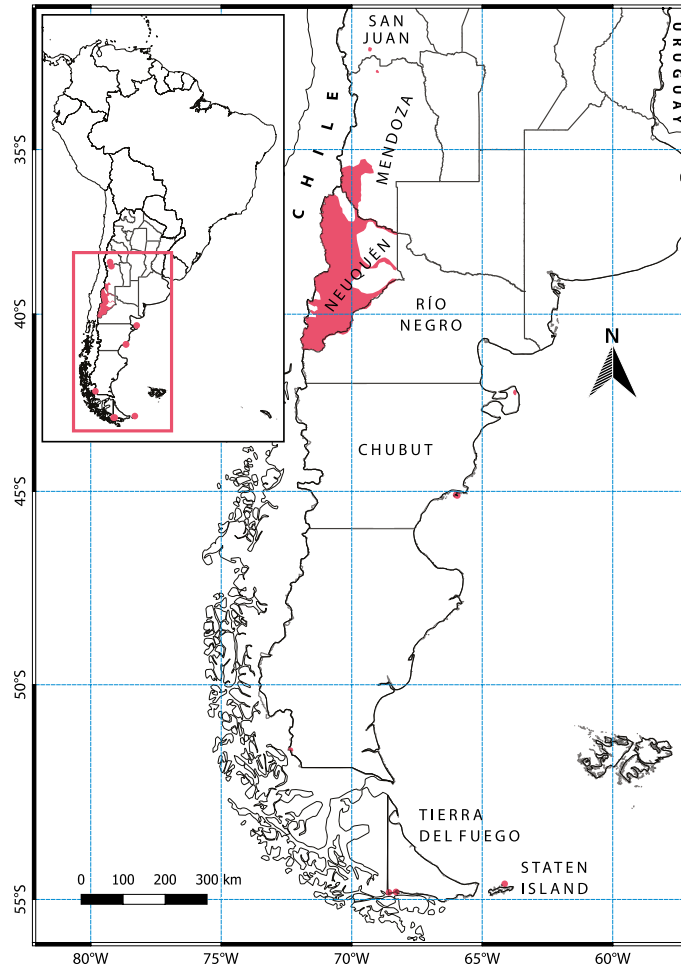 SAN
JUAN
URUGUAY
CHILE
MENDOZA
35°S
NEUQUÉN
RÍO
NEGRO
40°S
N
CHUBUT
45°S
50°S
TIERRA
DEL FUEGO
STATEN
ISLAND
0 100 200 300 km
55°S
80°W 75°W 70°W 65°W 60°W